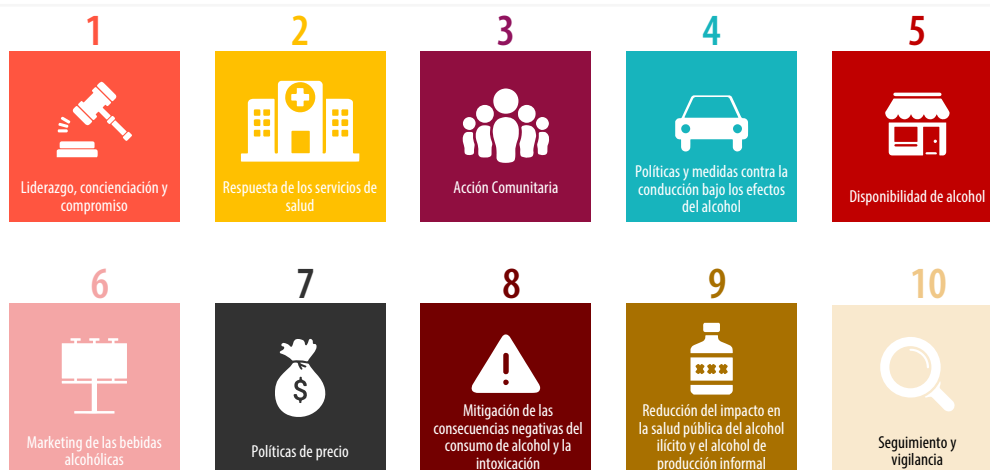 1
Liderazgo, concienciación y
compromiso
2
Respuesta de los servicios de
salud
3
Acción Comunitaria
4
Políticas y medidas contra la
conducción bajo los efectos
del alcohol
5
Disponibilidad de alcohol
6
Marketing de las bebidas
alcohólicas
7
$
Políticas de precio
8
!
Mitigación de las
consecuencias negativas del
consumo de alcohol y la
intoxicación
9
xxx
Reducción del impacto en
la salud pública del alcohol
ilícito y el alcohol de
producción informal
10
Seguimiento y
vigilancia